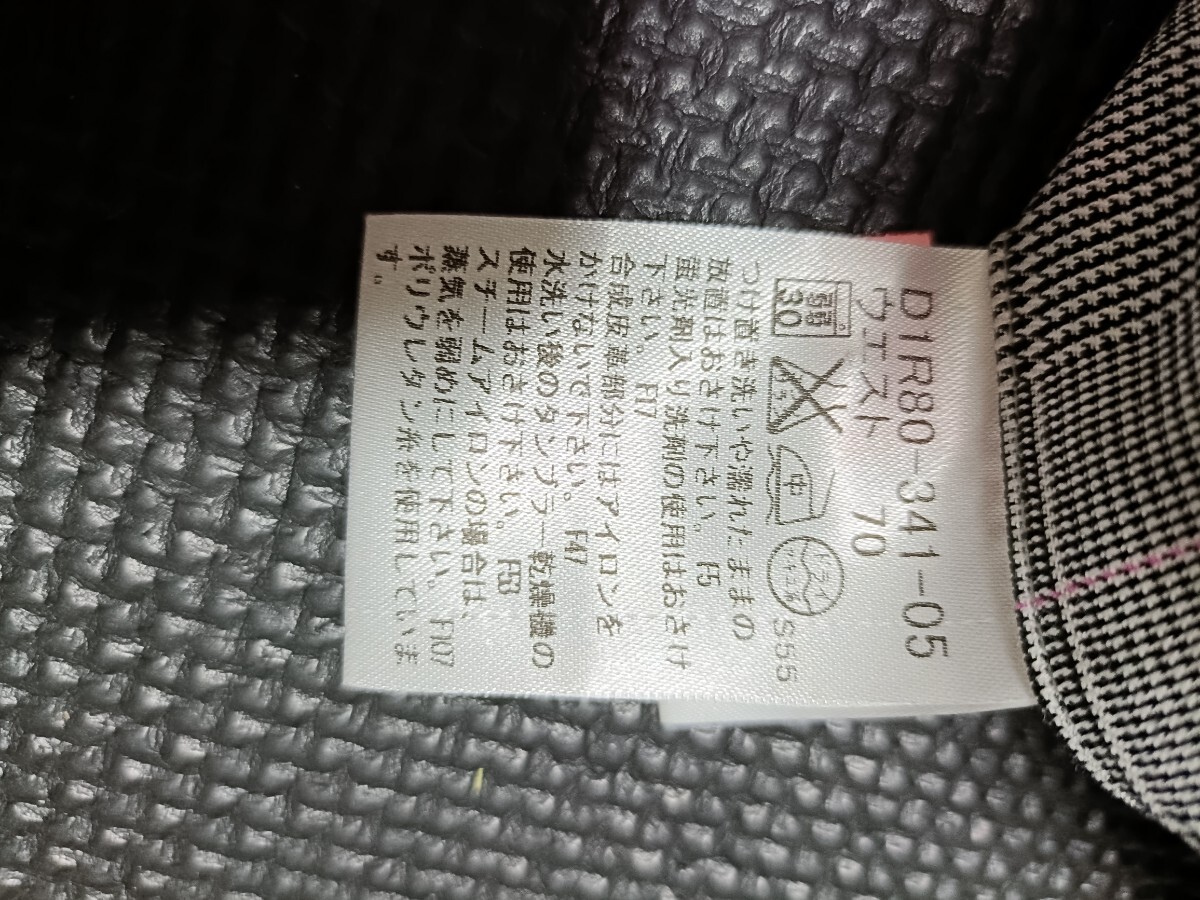 D1R80-341-05
ウエスト 70
30 中 S55
つけ巻き洗いや濡れたままの
放置はおさけ下さい。 F5
蛍光剤入り洗剤の使用はおさけ
下さい。 F17
合成皮革部分にはアイロンを
かけないで下さい。 F47
水洗い後のタンブラー乾燥機の
使用はおさけ下さい。 F53
スチームアイロンの場合は、
蒸気を弱めにして下さい。 F107
ポリウレタン糸を使用していま
す。